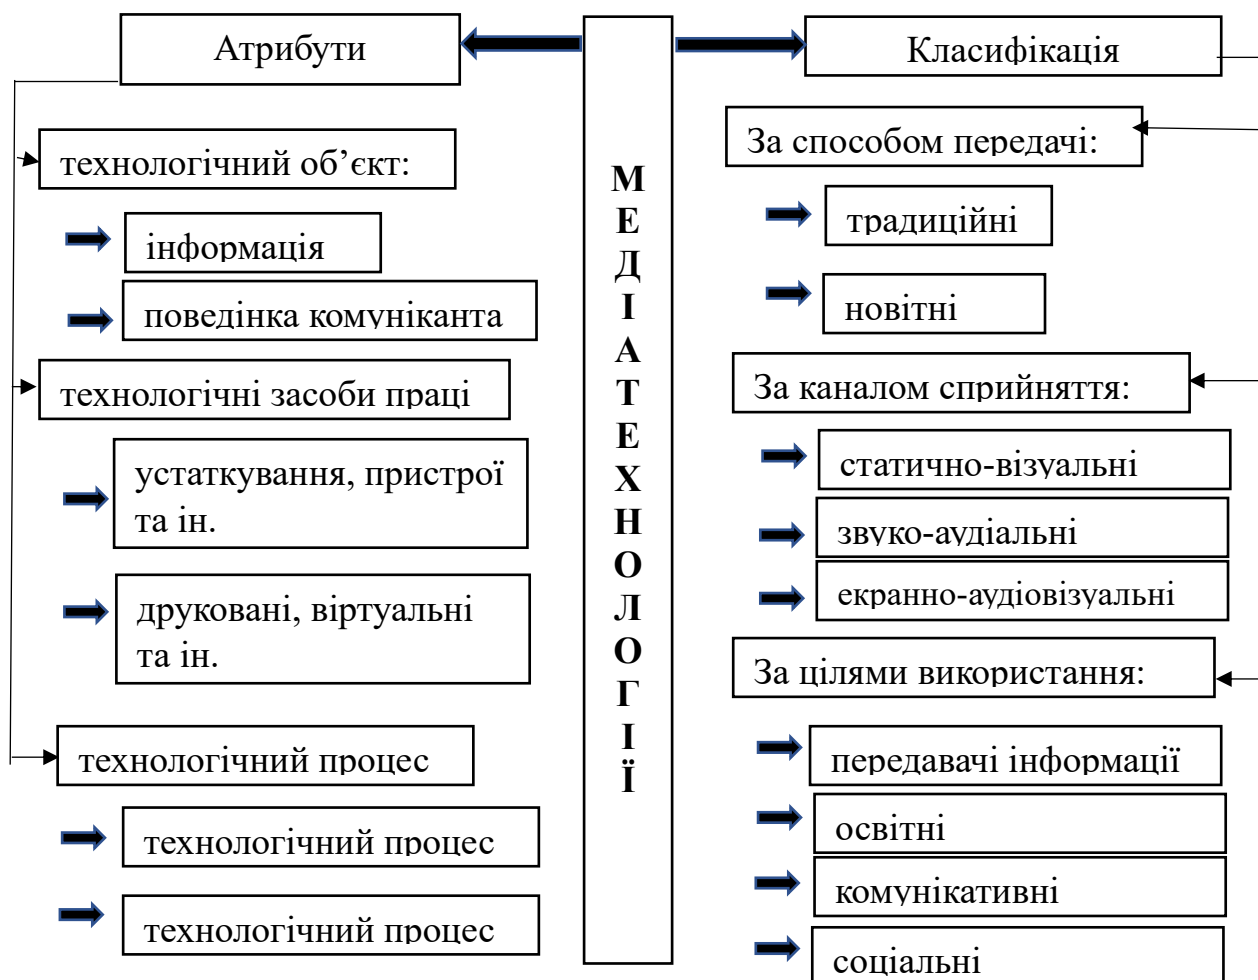 Атрибути
технологічний об’єкт:
інформація
поведінка комуніканта
технологічні засоби праці
устаткування, пристрої
та ін.
друковані, віртуальні
та ін.
технологічний процес
технологічний процес
технологічний процес
М
Е
Д
І
А
Т
Е
Х
Н
О
Л
О
Г
І
Ї
Класифікація
За способом передачі:
традиційні
новітні
За каналом сприйняття:
статично-візуальні
звуко-аудіальні
екранно-аудіовізуальні
За цілями використання:
передавачі інформації
освітні
комунікативні
соціальні